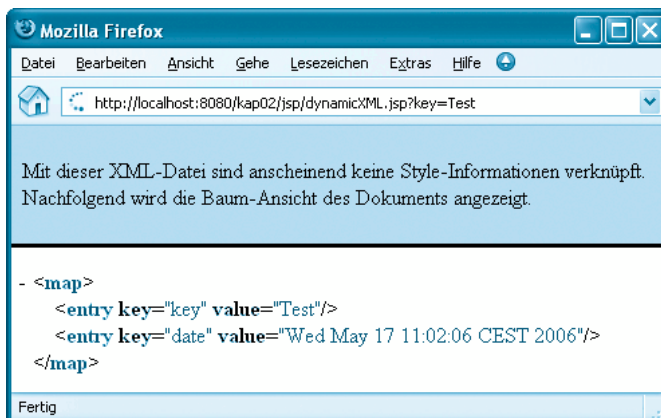 Mozilla Firefox
Datei Bearbeiten Ansicht Gehe Lesezeichen Extras Hilfe
http://localhost:8080/kap02/jsp/dynamicXML.jsp?key=Test
Mit dieser XML-Datei sind anscheinend keine Style-Informationen verknüpft.
Nachfolgend wird die Baum-Ansicht des Dokuments angezeigt.
- <map>
<entry key="key" value="Test"/>
<entry key="date" value="Wed May 17 11:02:06 CEST 2006"/>
</map>
Fertig